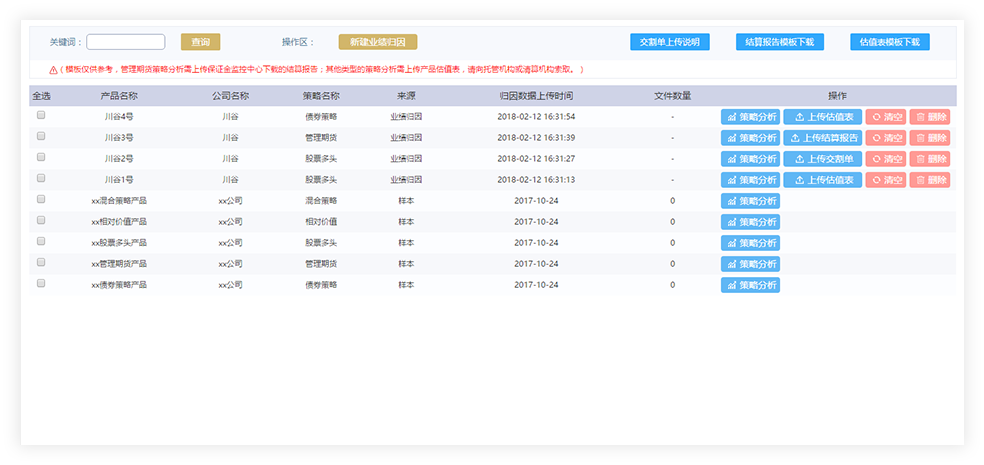 关键词： 查询 操作区： 新建业绩归因 交割单上传说明 结算报告模板下载 估值表模板下载
（模板仅供参考，管理期货策略分析需上传保证金监控中心下载的结算报告；其他类型的策略分析需上传产品估值表，请向托管机构或清算机构索取。）
全选 产品名称 公司名称 策略名称 来源 归因数据上传时间 文件数量 操作
川谷4号 川谷 债券策略 业绩归因 2018-02-12 16:31:54 - 策略分析 上传估值表 清空 删除
川谷3号 川谷 管理期货 业绩归因 2018-02-12 16:31:39 - 策略分析 上传结算报告 清空 删除
川谷2号 川谷 股票多头 业绩归因 2018-02-12 16:31:27 - 策略分析 上传交割单 清空 删除
川谷1号 川谷 股票多头 业绩归因 2018-02-12 16:31:13 - 策略分析 上传估值表 清空 删除
xx混合策略产品 xx公司 混合策略 样本 2017-10-24 0 策略分析
xx相对价值产品 xx公司 相对价值 样本 2017-10-24 0 策略分析
xx股票多头产品 xx公司 股票多头 样本 2017-10-24 0 策略分析
xx管理期货产品 xx公司 管理期货 样本 2017-10-24 0 策略分析
xx债券策略产品 xx公司 债券策略 样本 2017-10-24 0 策略分析